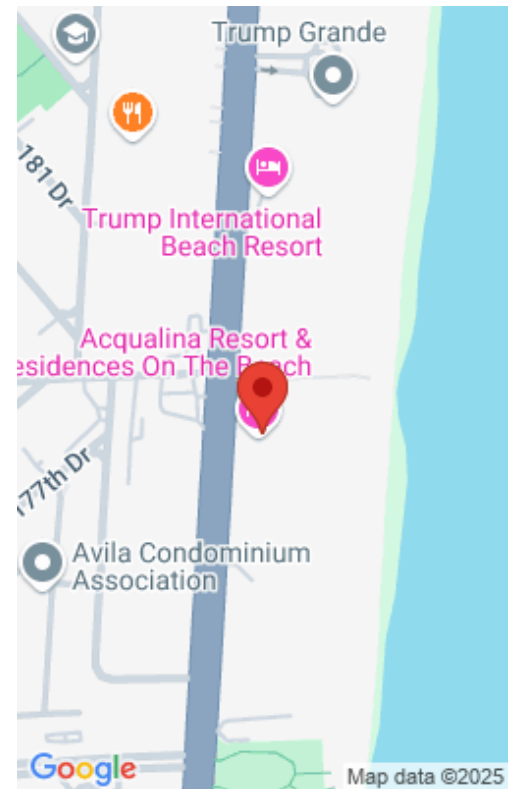 Trump Grande
181 Dr
Trump International
Beach Resort
Acqualina Resort &
esidences On The Beach
177th Dr
Avila Condominium
Association
Google
Map data ©2025